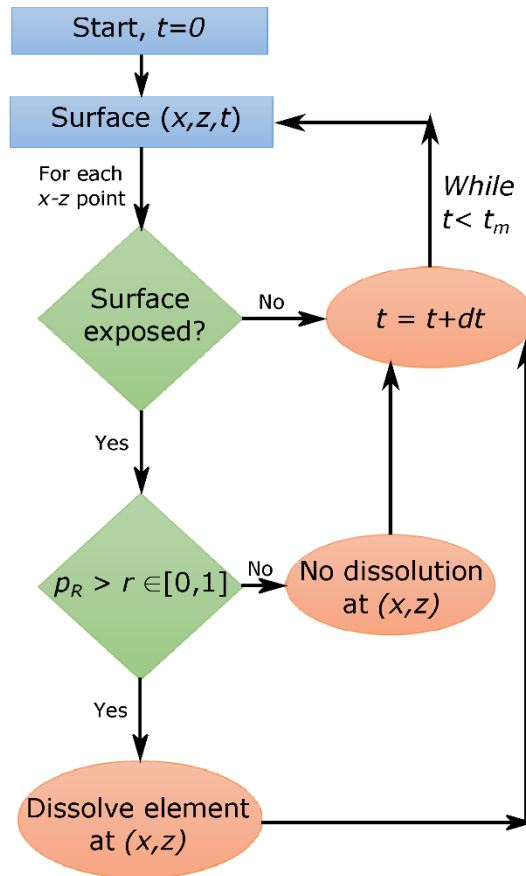 Start, t=0
Surface (x,z,t)
For each
x-z point
While
t< tₘ
Surface
exposed?
No
t = t+dt
Yes
p_R > r ∈[0,1]
No
No dissolution
at (x,z)
Yes
Dissolve element
at (x,z)